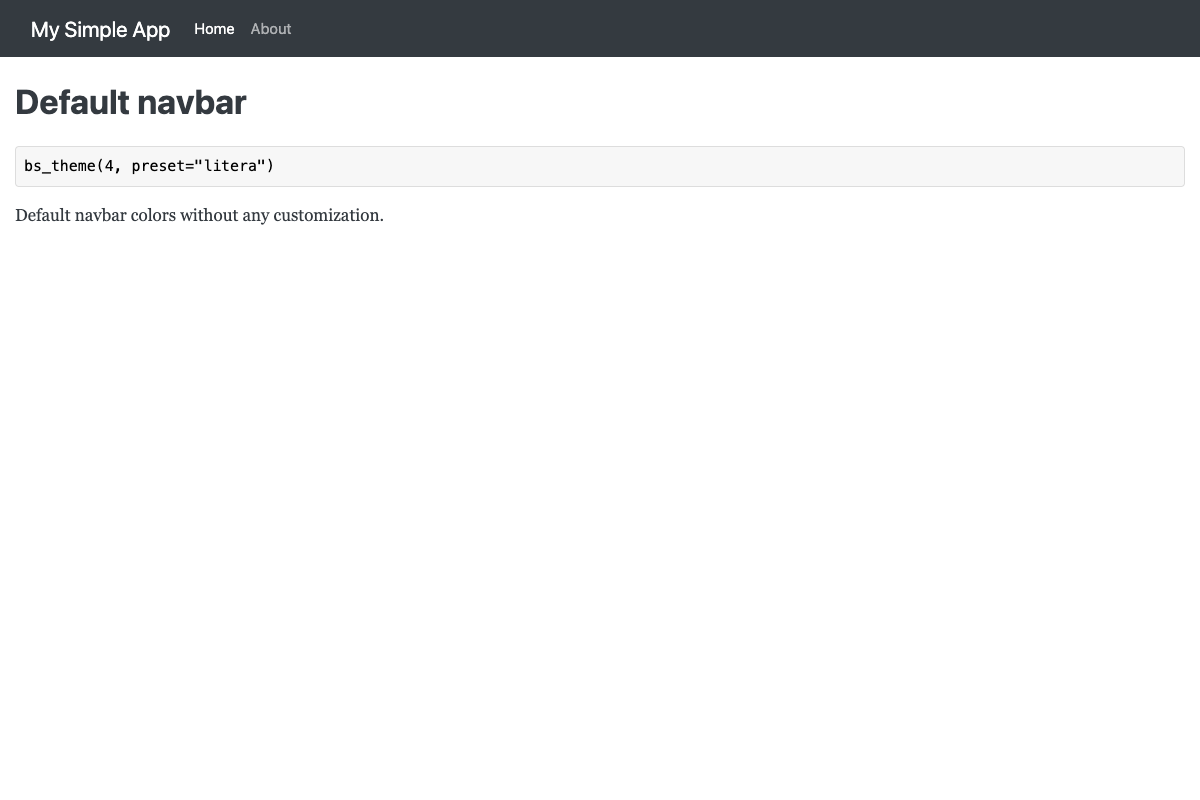 My Simple App Home About
Default navbar
bs_theme(4, preset="litera")
Default navbar colors without any customization.